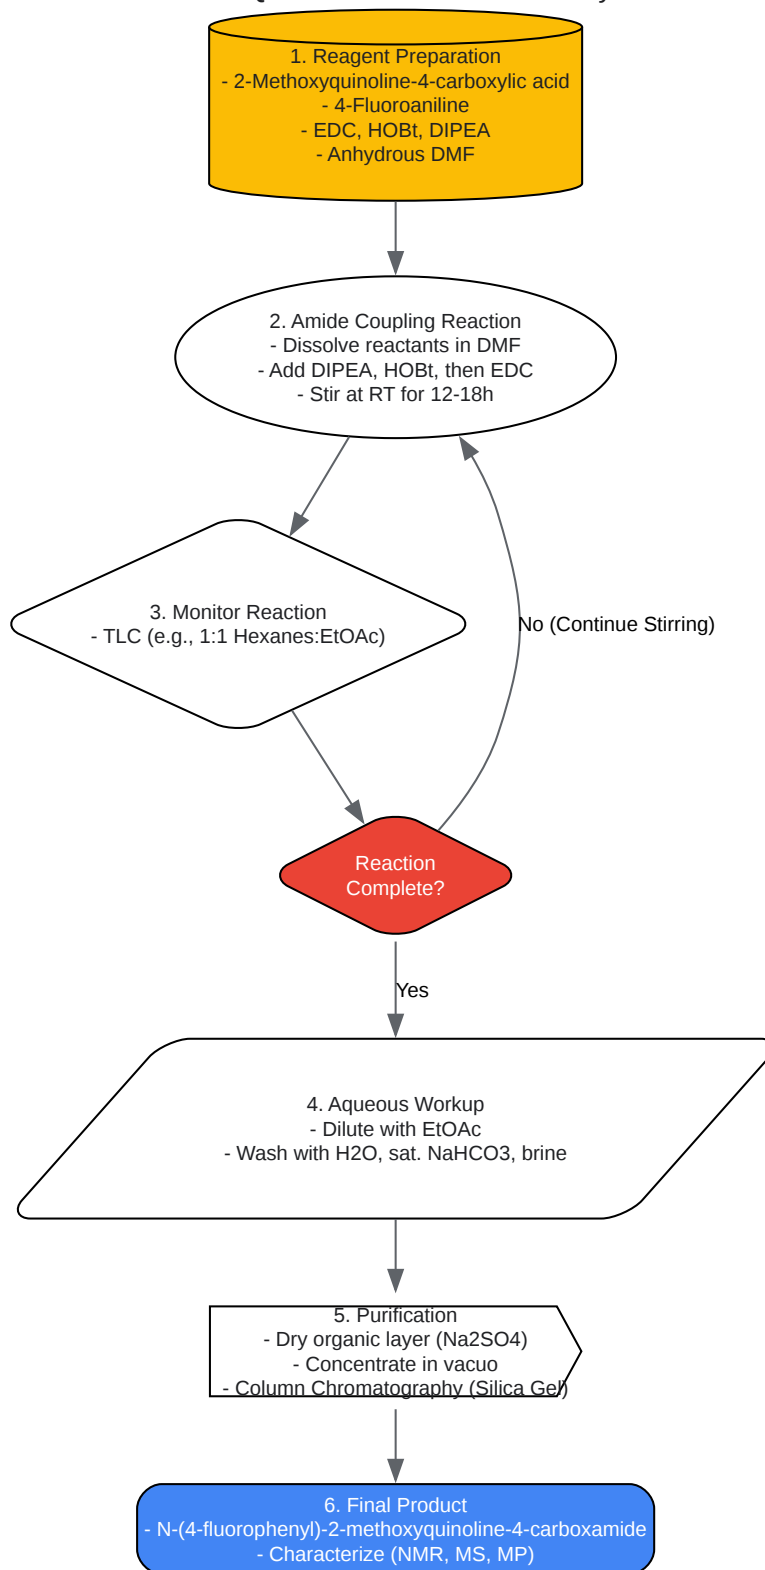 1. Reagent Preparation
- 2-Methoxyquinoline-4-carboxylic acid
- 4-Fluoroaniline
- EDC, HOBt, DIPEA
- Anhydrous DMF
2. Amide Coupling Reaction
- Dissolve reactants in DMF
- Add DIPEA, HOBt, then EDC
- Stir at RT for 12-18h
3. Monitor Reaction
- TLC (e.g., 1:1 Hexanes:EtOAc)
No (Continue Stirring)
Reaction
Complete?
Yes
4. Aqueous Workup
- Dilute with EtOAc
- Wash with H2O, sat. NaHCO3, brine
5. Purification
- Dry organic layer (Na2SO4)
- Concentrate in vacuo
- Column Chromatography (Silica Gel)
6. Final Product
- N-(4-fluorophenyl)-2-methoxyquinoline-4-carboxamide
- Characterize (NMR, MS, MP)